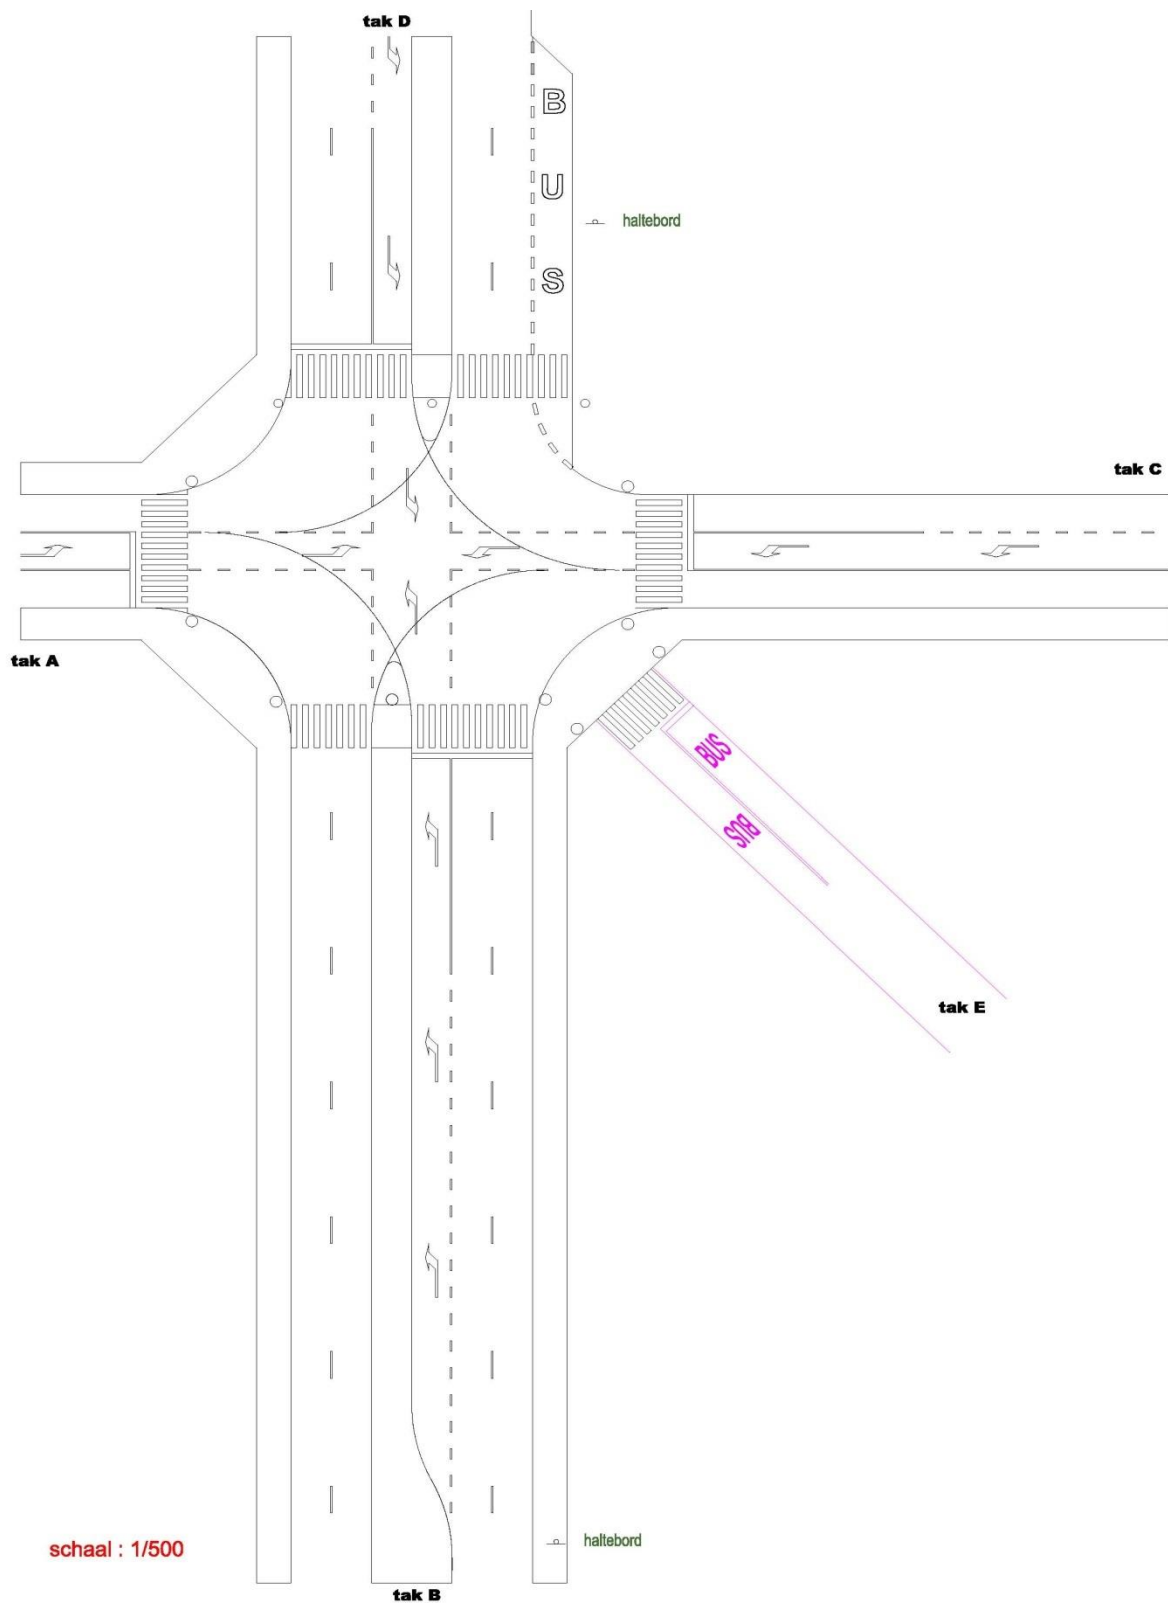 tak D
B
U
S
haltebord
tak C
tak A
BUS
BUS
tak E
schaal : 1/500
haltebord
tak B